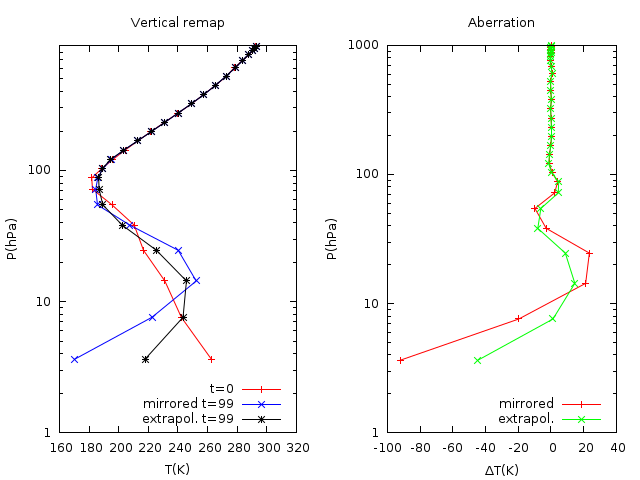 Vertical remap
Aberration
1000
100
10
1
P(hPa)
160 180 200 220 240 260 280 300 320
T(K)
t=0
mirrored t=99
extrapol. t=99
100
10
1
P(hPa)
-100 -80 -60 -40 -20 0 20 40
ΔT(K)
mirrored
extrapol.